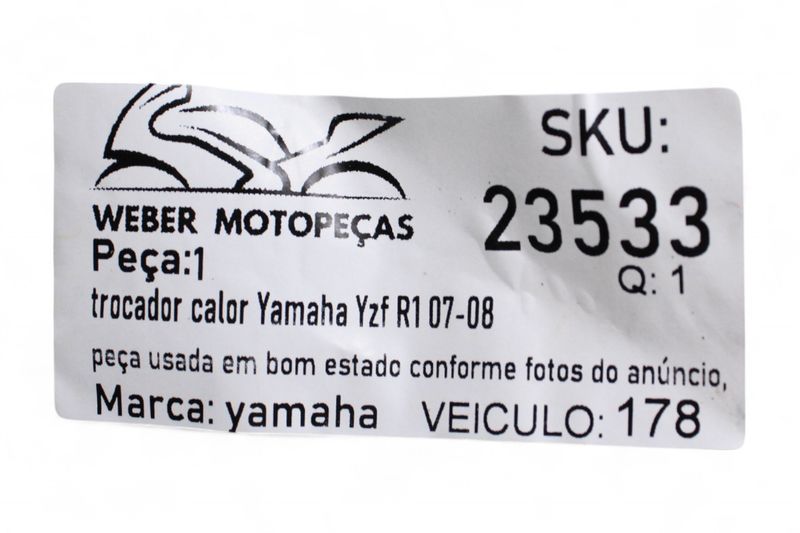 WEBER MOTOPEÇAS
SKU:
23533
Q: 1
Peça:1
trocador calor Yamaha Yzf R1 07-08
peça usada em bom estado conforme fotos do anúncio,
Marca: yamaha
VEICULO: 178